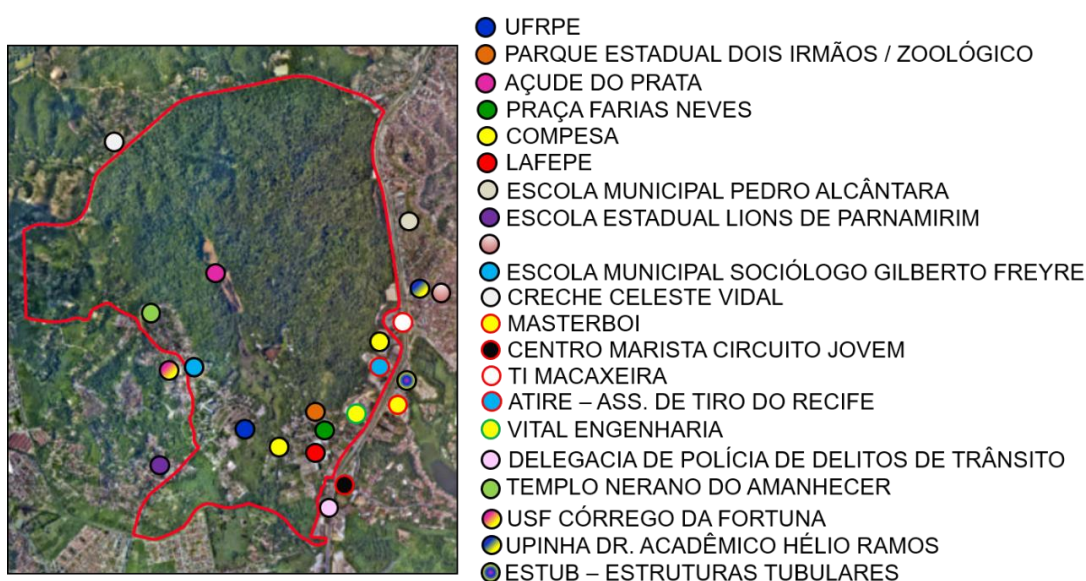 UFRPE
PARQUE ESTADUAL DOIS IRMÃOS / ZOOLÓGICO
AÇUDE DO PRATA
PRAÇA FARIAS NEVES
COMPESA
LAFEPE
ESCOLA MUNICIPAL PEDRO ALCÂNTARA
ESCOLA ESTADUAL LIONS DE PARNAMIRIM
ESCOLA MUNICIPAL SOCIÓLOGO GILBERTO FREYRE
CRECHE CELESTE VIDAL
MASTERBOI
CENTRO MARISTA CIRCUITO JOVEM
TI MACAXEIRA
ATIRE – ASS. DE TIRO DO RECIFE
VITAL ENGENHARIA
DELEGACIA DE POLÍCIA DE DELITOS DE TRÂNSITO
TEMPLO NERANO DO AMANHECER
USF CÓRREGO DA FORTUNA
UPINHA DR. ACADÊMICO HÉLIO RAMOS
ESTUB – ESTRUTURAS TUBULARES